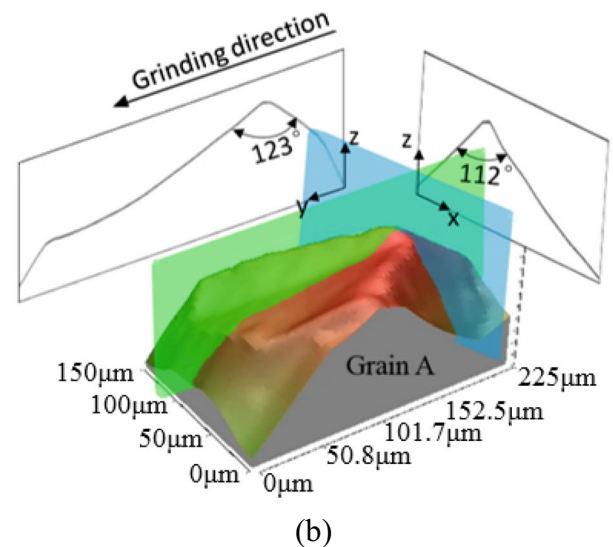 Grinding direction
123°
z
y
z
112°
x
Grain A
150μm
100μm
50μm
0μm
0μm
50.8μm
101.7μm
152.5μm
225μm
(b)